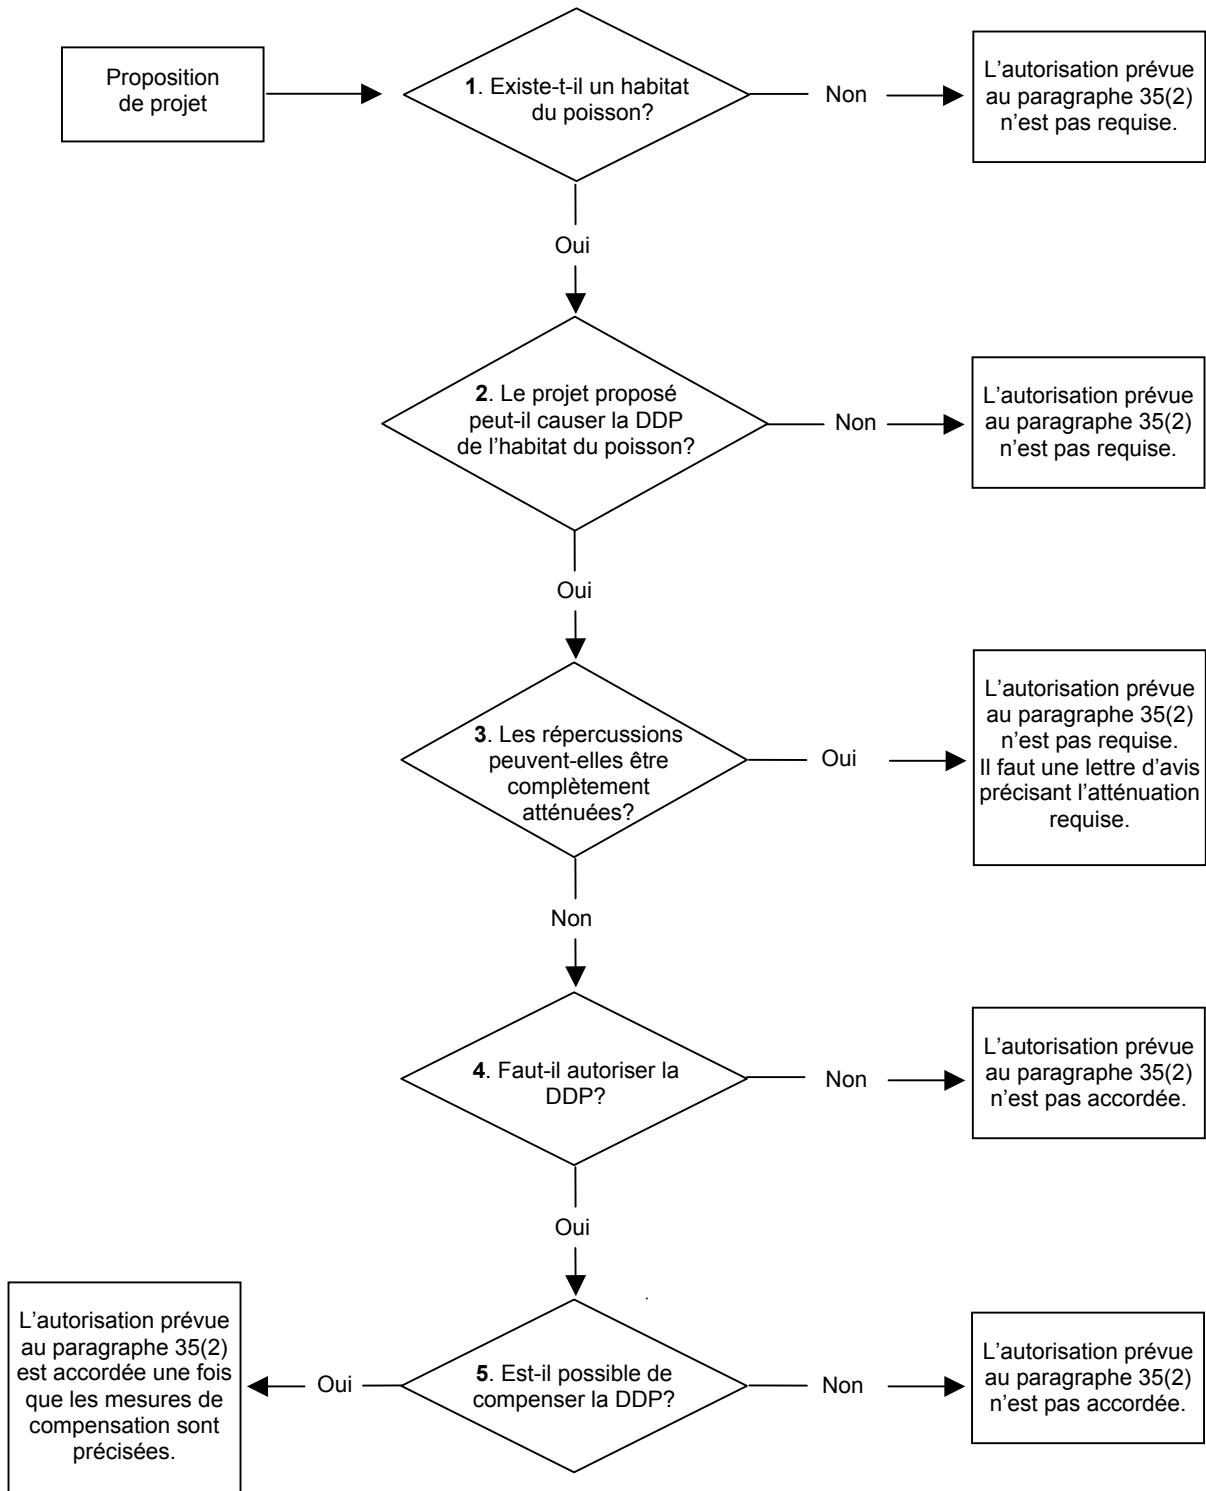 Proposition
de projet
1. Existe-t-il un habitat
du poisson?
Non
L’autorisation prévue
au paragraphe 35(2)
n’est pas requise.
Oui
2. Le projet proposé
peut-il causer la DDP
de l’habitat du poisson?
Non
L’autorisation prévue
au paragraphe 35(2)
n’est pas requise.
Oui
3. Les répercussions
peuvent-elles être
complètement
atténuées?
Oui
L’autorisation prévue
au paragraphe 35(2)
n’est pas requise.
Il faut une lettre d’avis
précisant l’atténuation
requise.
Non
4. Faut-il autoriser la
DDP?
Non
L’autorisation prévue
au paragraphe 35(2)
n’est pas accordée.
Oui
5. Est-il possible de
compenser la DDP?
Oui
L’autorisation prévue
au paragraphe 35(2)
est accordée une fois
que les mesures de
compensation sont
précisées.
Non
L’autorisation prévue
au paragraphe 35(2)
n’est pas accordée.